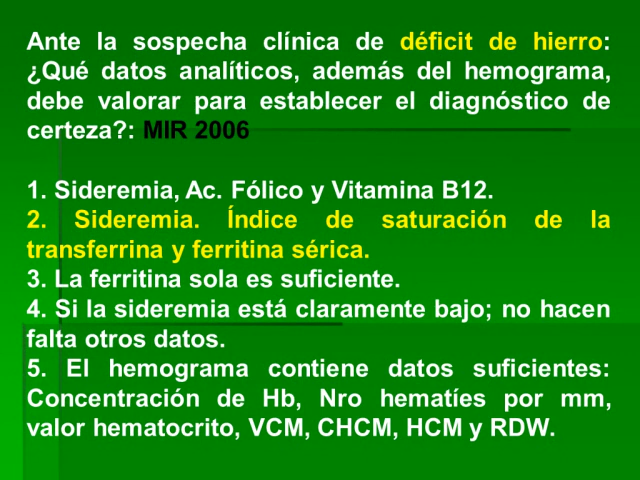 Ante la sospecha clínica de déficit de hierro:
¿Qué datos analíticos, además del hemograma,
debe valorar para establecer el diagnóstico de
certeza?: MIR 2006
1. Sideremia, Ac. Fólico y Vitamina B12.
2. Sideremia. Índice de saturación de la
transferrina y ferritina sérica.
3. La ferritina sola es suficiente.
4. Si la sideremia está claramente bajo; no hacen
falta otros datos.
5. El hemograma contiene datos suficientes:
Concentración de Hb, Nro hematíes por mm,
valor hematocrito, VCM, CHCM, HCM y RDW.